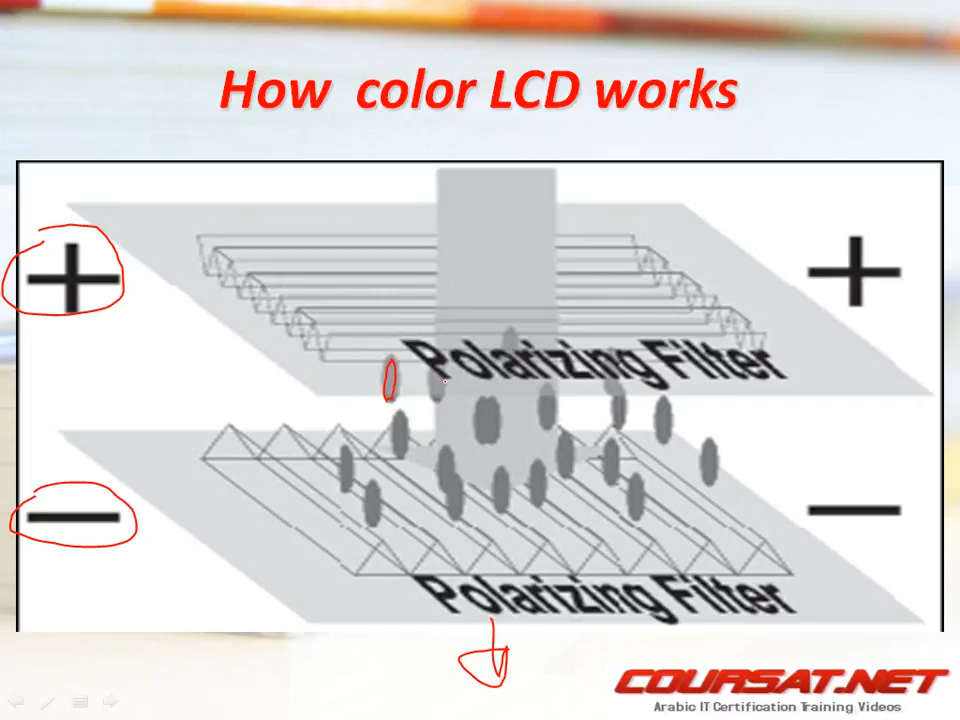 How color LCD works
+ +
Polarizing Filter
− −
Polarizing Filter
COURSAT.NET
Arabic IT Certification Training Videos